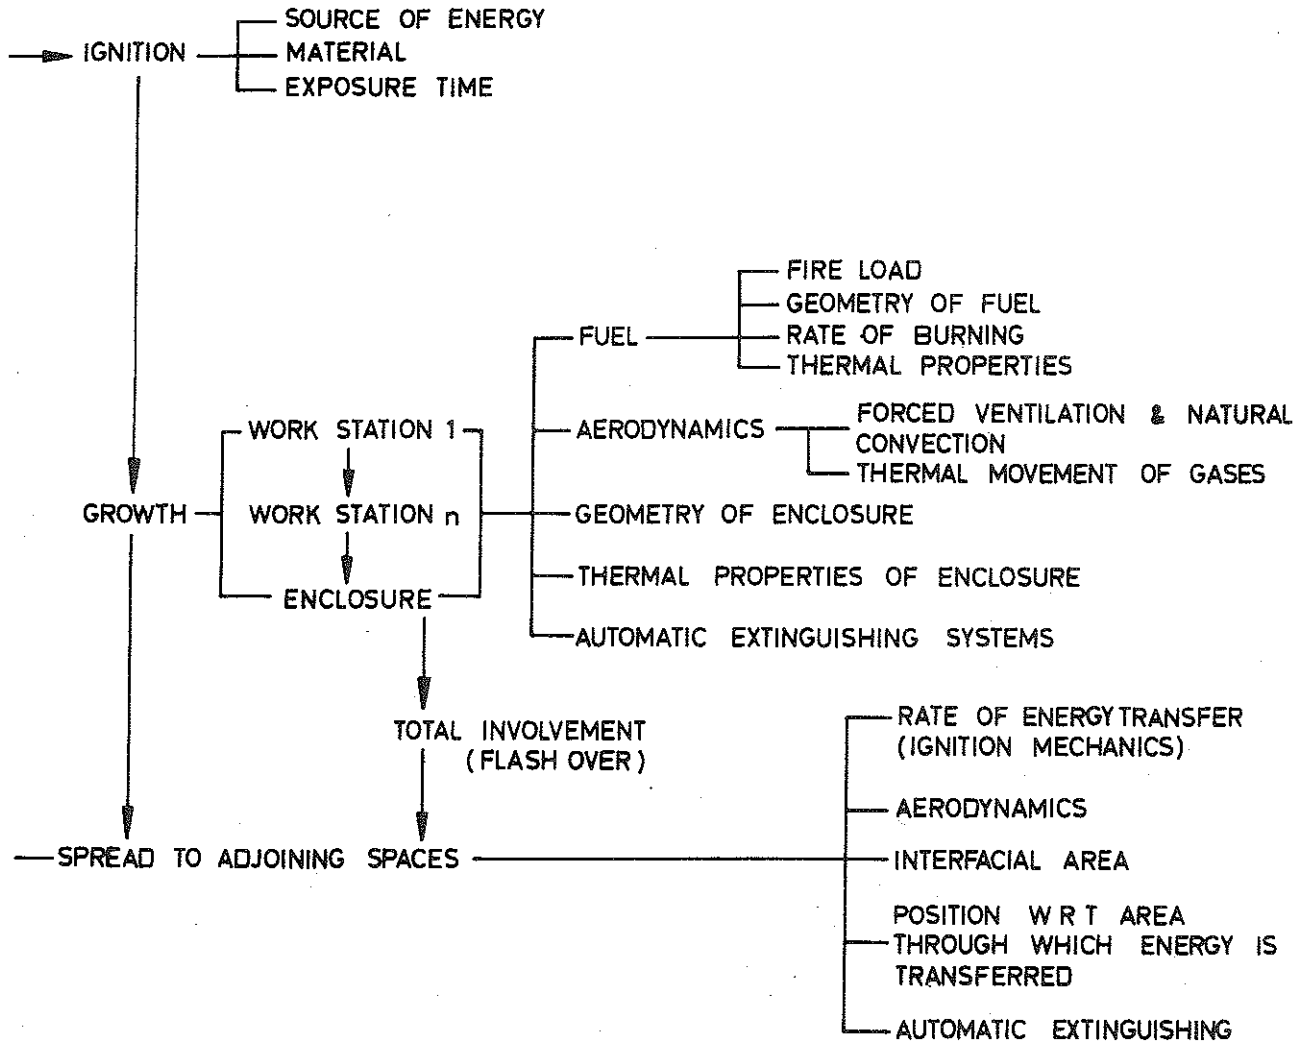 SOURCE OF ENERGY
IGNITION
MATERIAL
EXPOSURE TIME
FIRE LOAD
GEOMETRY OF FUEL
FUEL
RATE OF BURNING
THERMAL PROPERTIES
WORK STATION 1
AERODYNAMICS
FORCED VENTILATION & NATURAL
CONVECTION
THERMAL MOVEMENT OF GASES
GROWTH
WORK STATION n
GEOMETRY OF ENCLOSURE
THERMAL PROPERTIES OF ENCLOSURE
ENCLOSURE
AUTOMATIC EXTINGUISHING SYSTEMS
TOTAL INVOLVEMENT
(FLASH OVER)
RATE OF ENERGY TRANSFER
(IGNITION MECHANICS)
AERODYNAMICS
SPREAD TO ADJOINING SPACES
INTERFACIAL AREA
POSITION W R T AREA
THROUGH WHICH ENERGY IS
TRANSFERRED
AUTOMATIC EXTINGUISHING